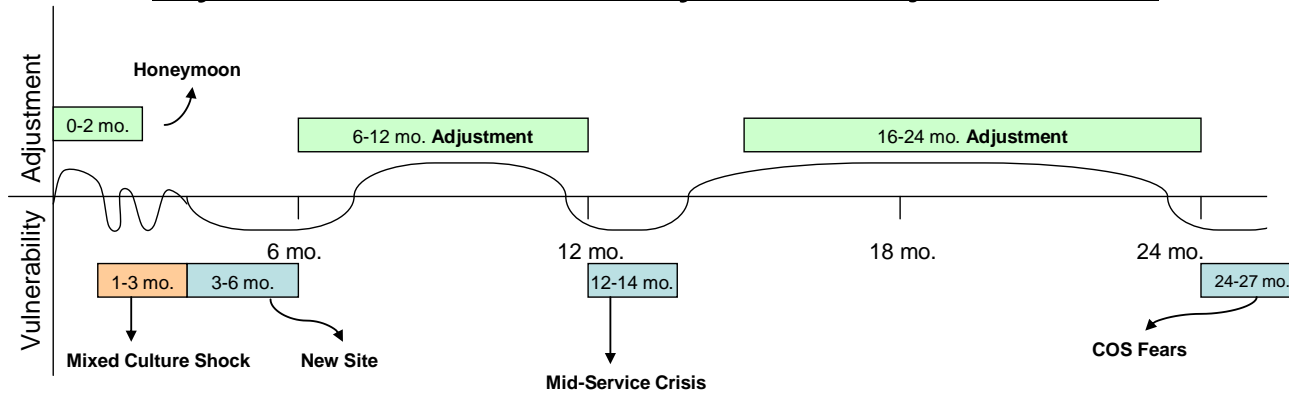 Honeymoon
0-2 mo.
6-12 mo. Adjustment
16-24 mo. Adjustment
Adjustment
Vulnerability
6 mo.
12 mo.
18 mo.
24 mo.
1-3 mo.
3-6 mo.
12-14 mo.
24-27 mo.
Mixed Culture Shock
New Site
Mid-Service Crisis
COS Fears